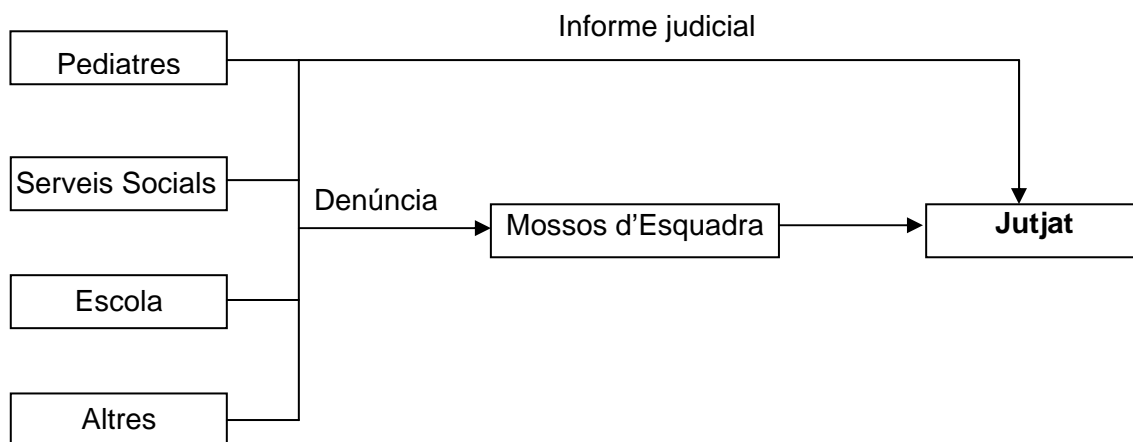 Informe judicial
Pediatres
Serveis Socials
Denúncia
Mossos d’Esquadra
Jutjat
Escola
Altres